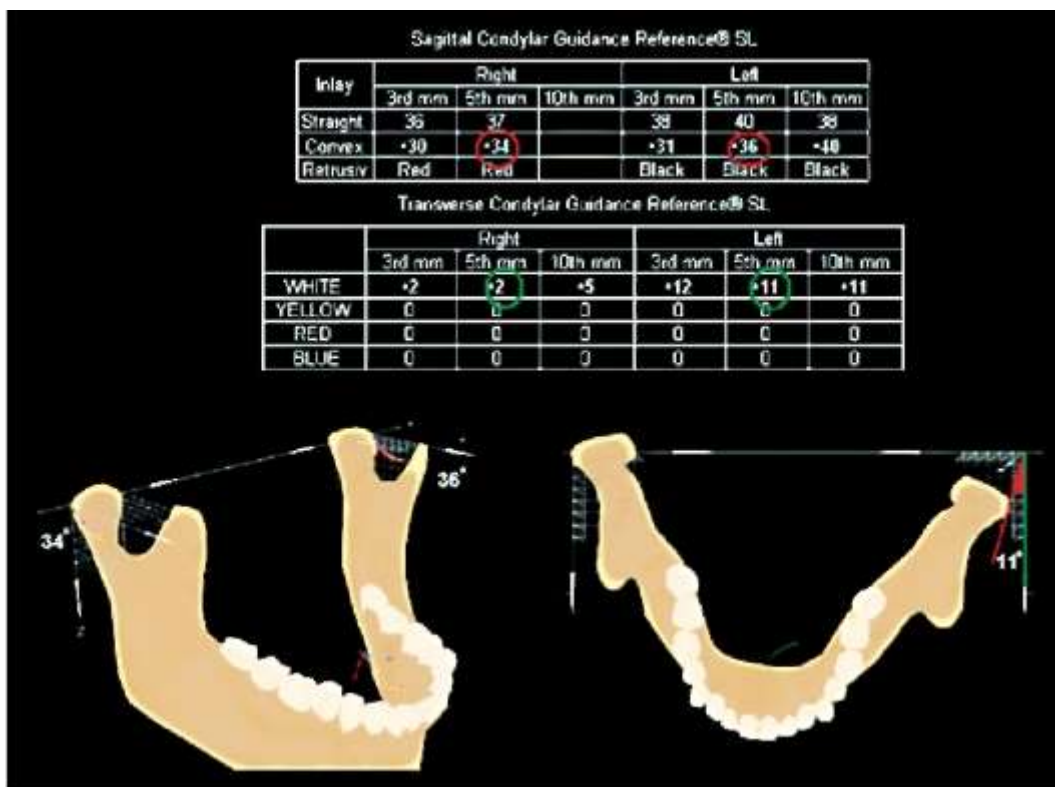 Sagittal Condylar Guidance Reference® SL
Inlay Right Left
3rd mm 5th mm 10th mm 3rd mm 5th mm 10th mm
Straight 36 37 38 40 38
Convex •30 •34 •31 •36 •40
Retrusiv Red Red Black Black Black
Transverse Condylar Guidance Reference® SL
Right Left
3rd mm 5th mm 10th mm 3rd mm 5th mm 10th mm
WHITE •2 •2 •5 •12 •11 •11
YELLOW 0 0 0 0 0 0
RED 0 0 0 0 0 0
BLUE 0 0 0 0 0 0
36°
34°
11°